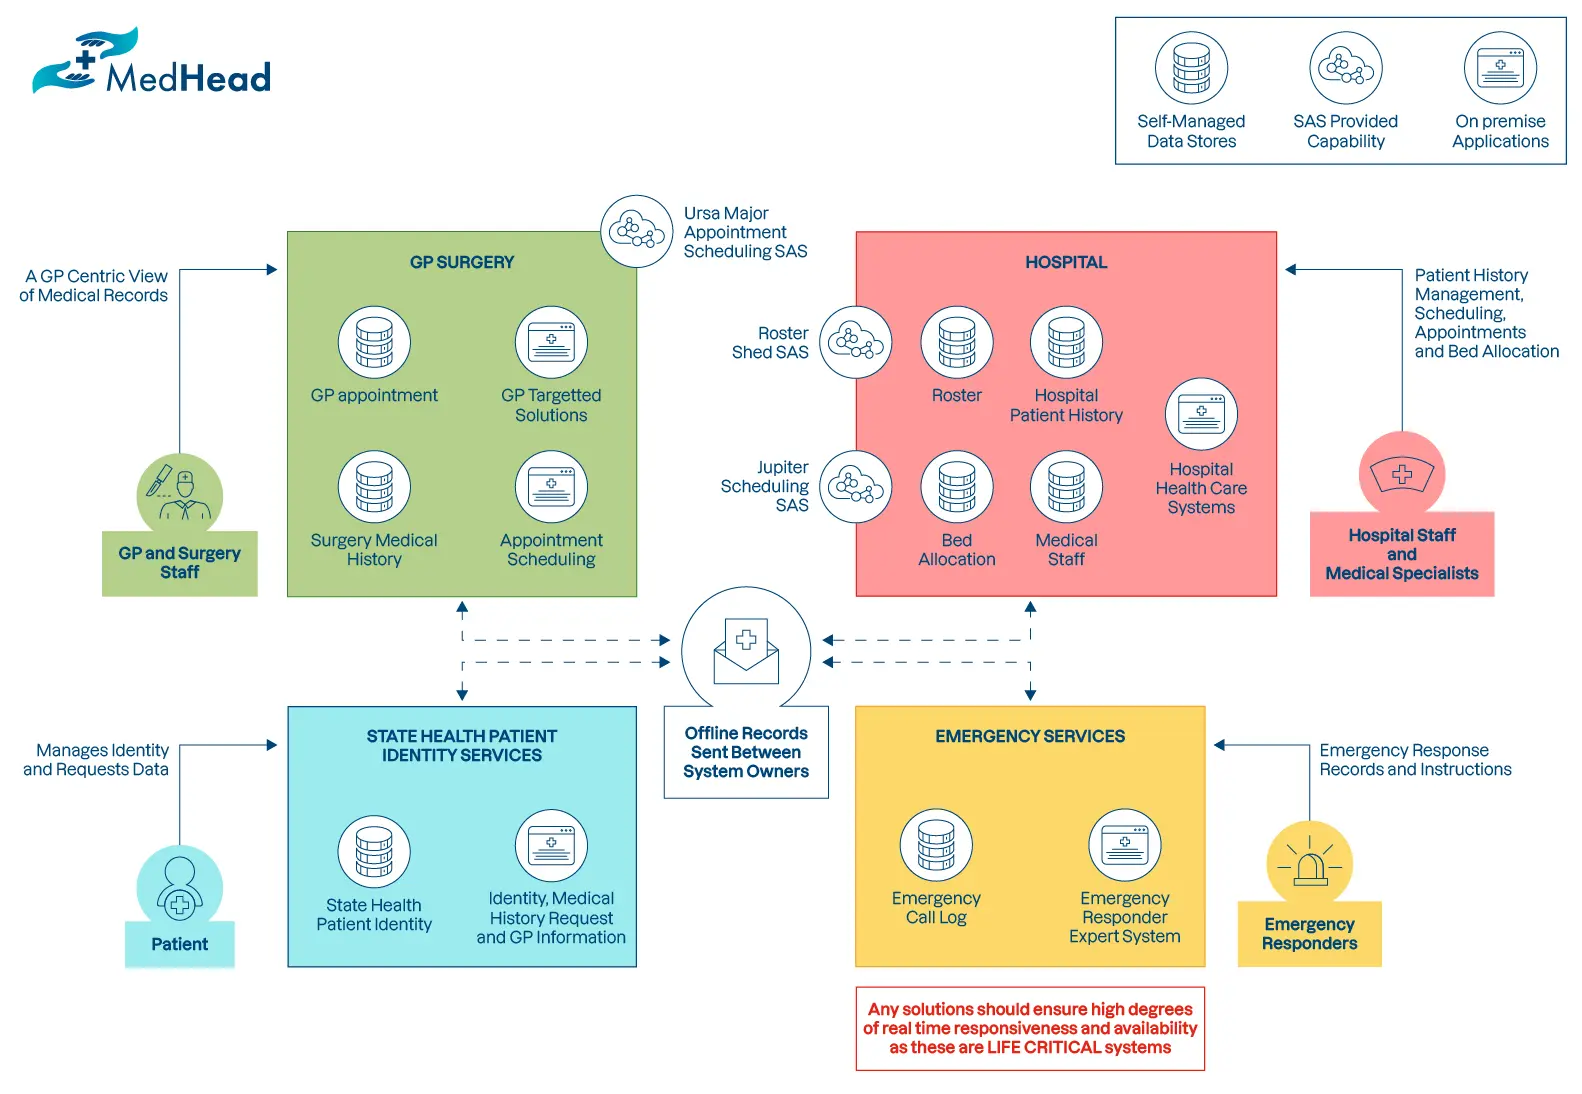 MedHead
Self-Managed
Data Stores
SAS Provided
Capability
On premise
Applications
Ursa Major
Appointment
Scheduling SAS
GP SURGERY
A GP Centric View
of Medical Records
GP appointment
GP Targetted
Solutions
Surgery Medical
History
Appointment
Scheduling
GP and Surgery
Staff
HOSPITAL
Roster
Shed SAS
Jupiter
Scheduling
SAS
Roster
Hospital
Patient History
Bed
Allocation
Medical
Staff
Hospital
Health Care
Systems
Patient History
Management,
Scheduling,
Appointments
and Bed Allocation
Hospital Staff
and
Medical Specialists
Offline Records
Sent Between
System Owners
STATE HEALTH PATIENT
IDENTITY SERVICES
Manages Identity
and Requests Data
State Health
Patient Identity
Identity, Medical
History Request
and GP Information
Patient
EMERGENCY SERVICES
Emergency
Call Log
Emergency
Responder
Expert System
Emergency Response
Records and Instructions
Emergency
Responders
Any solutions should ensure high degrees
of real time responsiveness and availability
as these are LIFE CRITICAL systems